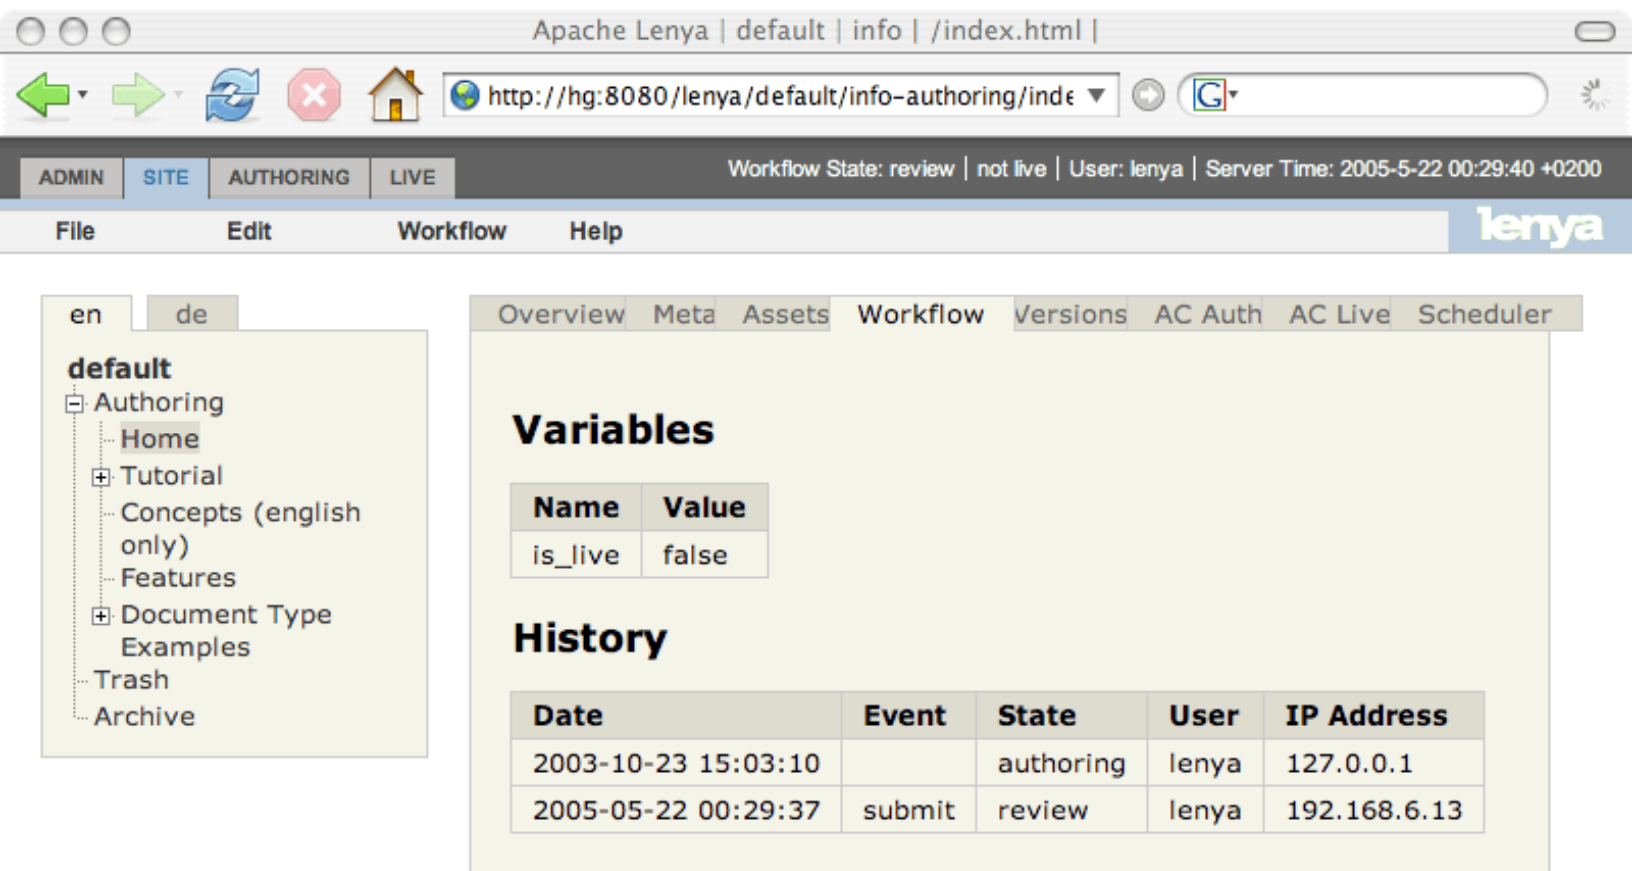 Apache Lenya | default | info | /index.html |
http://hg:8080/lenya/default/info-authoring/inde
G
ADMIN SITE AUTHORING LIVE
Workflow State: review | not live | User: lenya | Server Time: 2005-5-22 00:29:40 +0200
File Edit Workflow Help
lenya
en de
default
Authoring
Home
Tutorial
Concepts (english
only)
Features
Document Type
Examples
Trash
Archive
Overview Meta Assets Workflow Versions AC Auth AC Live Scheduler
Variables
Name Value
is_live false
History
Date Event State User IP Address
2003-10-23 15:03:10 authoring lenya 127.0.0.1
2005-05-22 00:29:37 submit review lenya 192.168.6.13